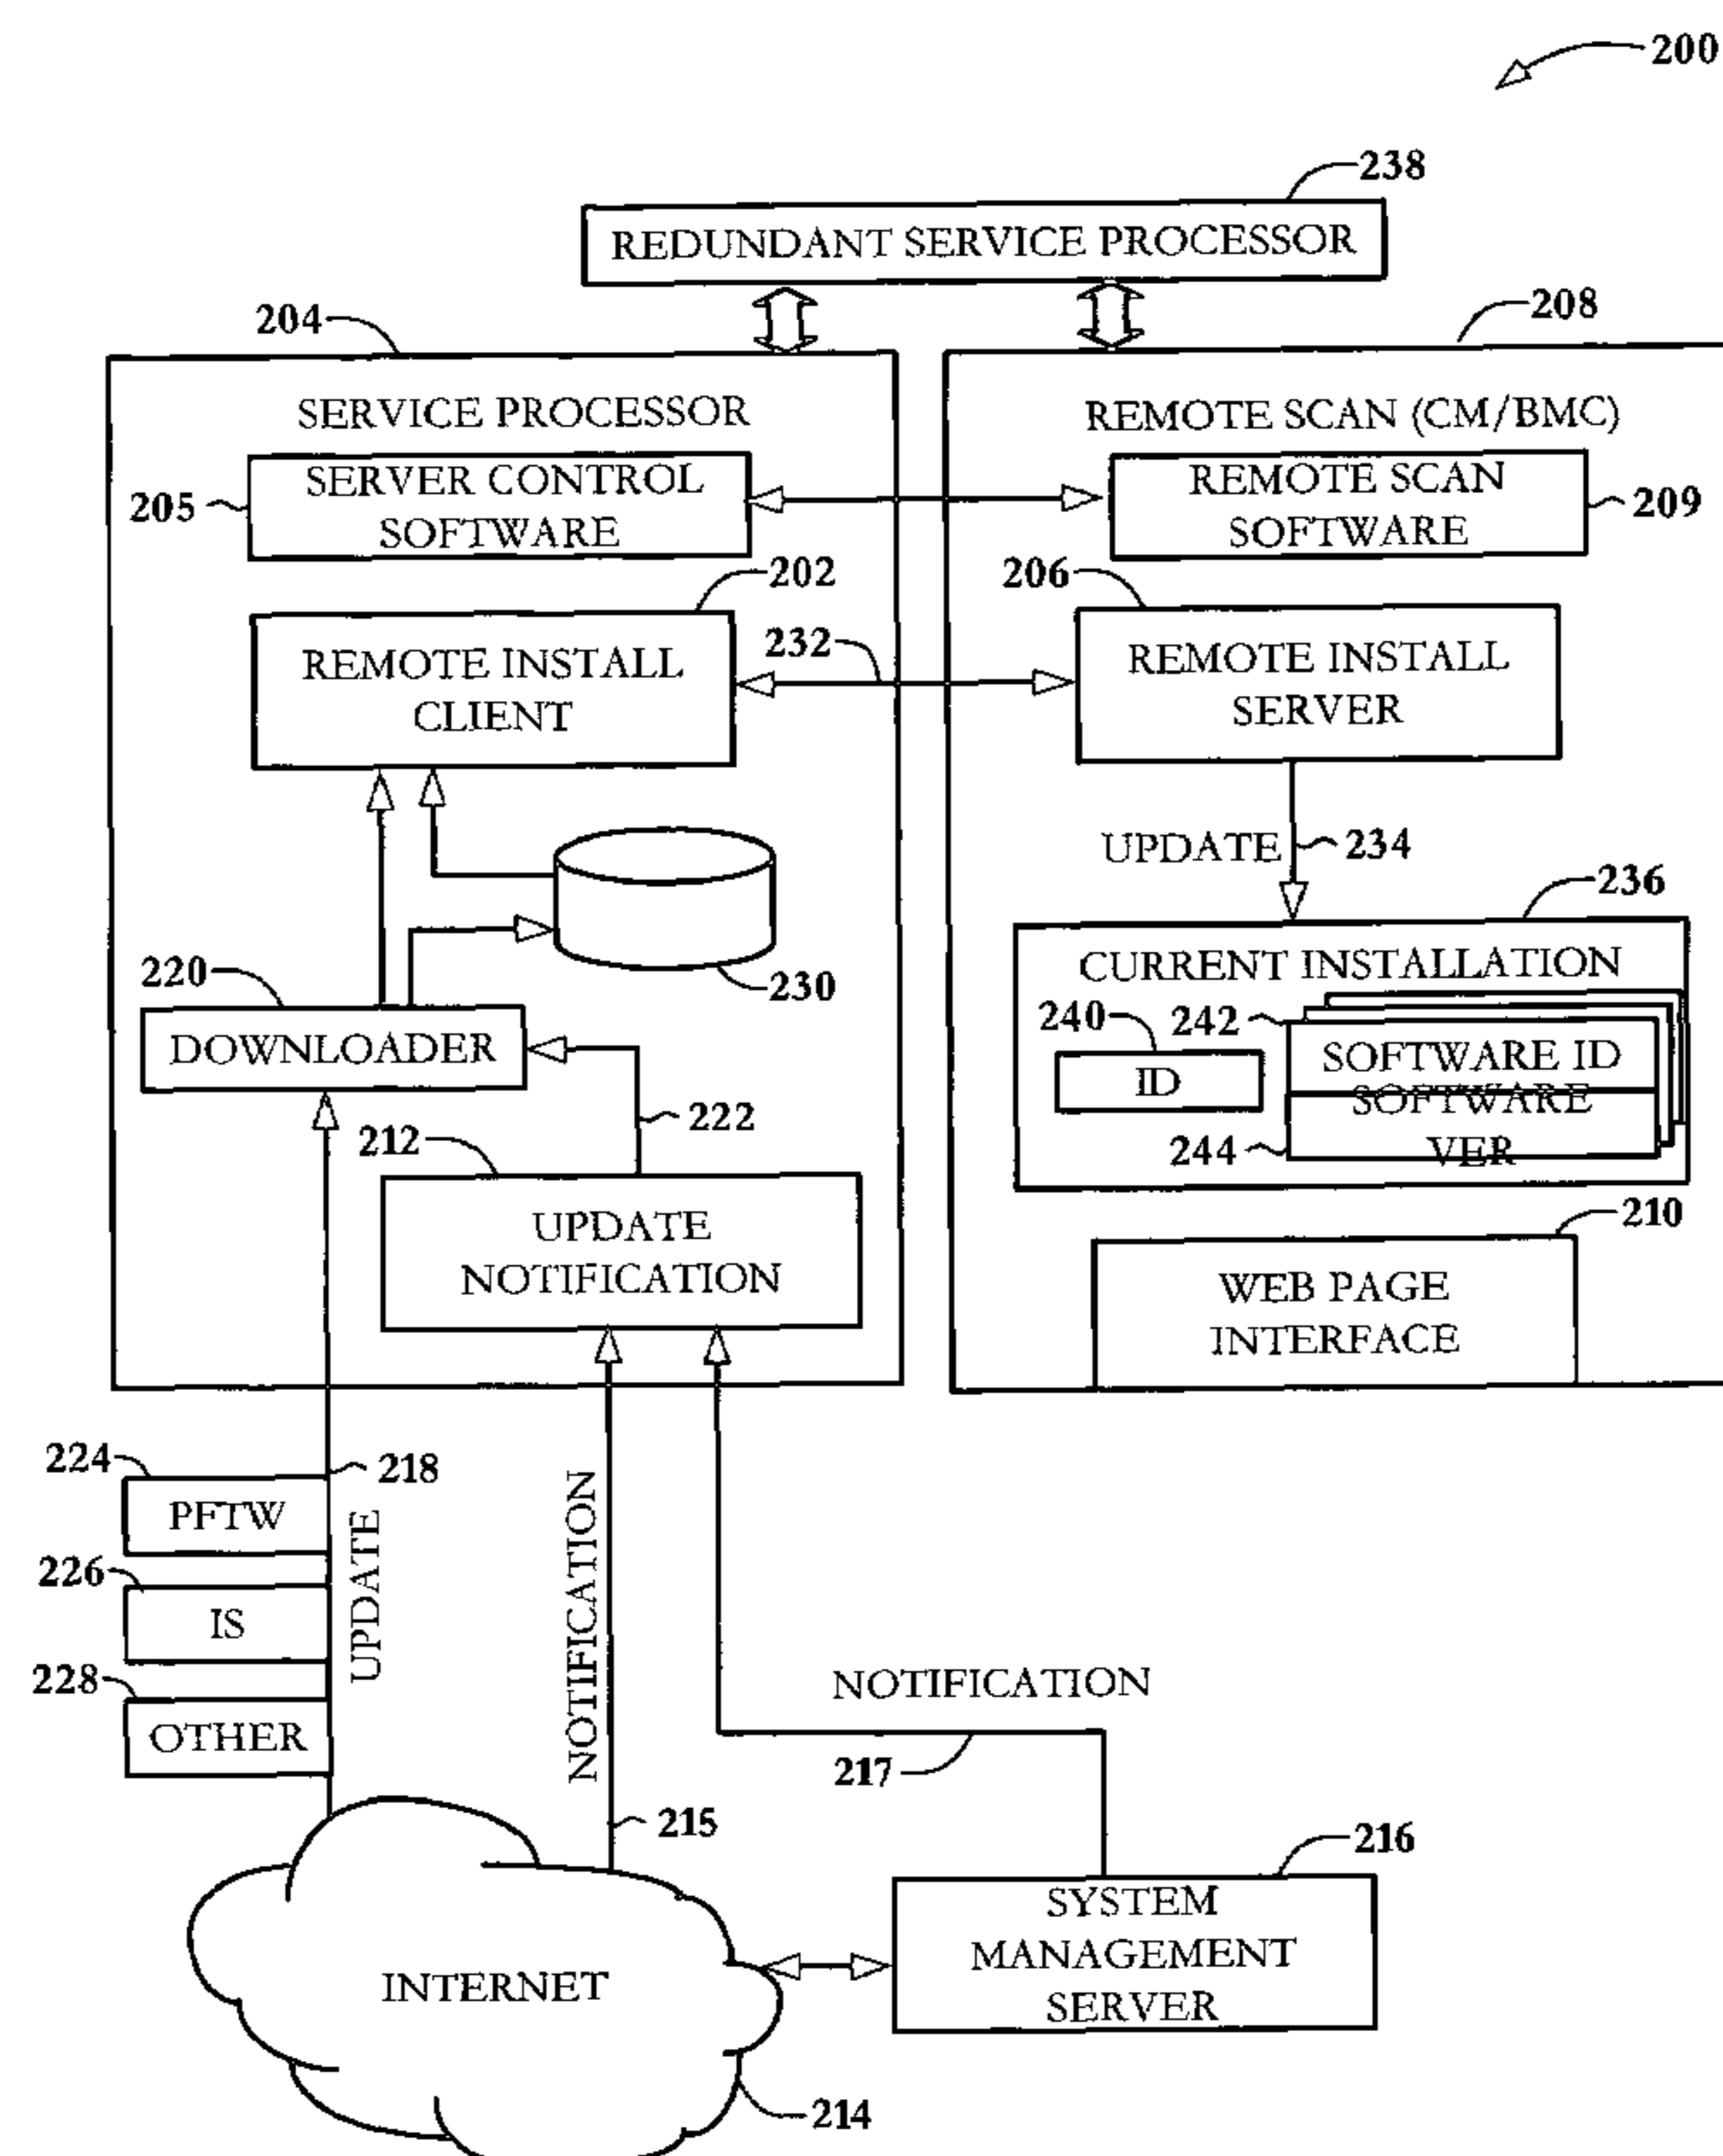 200
238
REDUNDANT SERVICE PROCESSOR
204
208
SERVICE PROCESSOR
REMOTE SCAN (CM/BMC)
SERVER CONTROL
SOFTWARE
205
REMOTE SCAN
SOFTWARE
209
202
206
REMOTE INSTALL
CLIENT
232
REMOTE INSTALL
SERVER
UPDATE
234
236
230
220
DOWNLOADER
CURRENT INSTALLATION
240
242
ID
SOFTWARE ID
SOFTWARE
VER
244
222
212
UPDATE
NOTIFICATION
210
WEB PAGE
INTERFACE
224
PFTW
218
226
IS
UPDATE
228
OTHER
NOTIFICATION
NOTIFICATION
217
215
216
SYSTEM
MANAGEMENT
SERVER
INTERNET
214